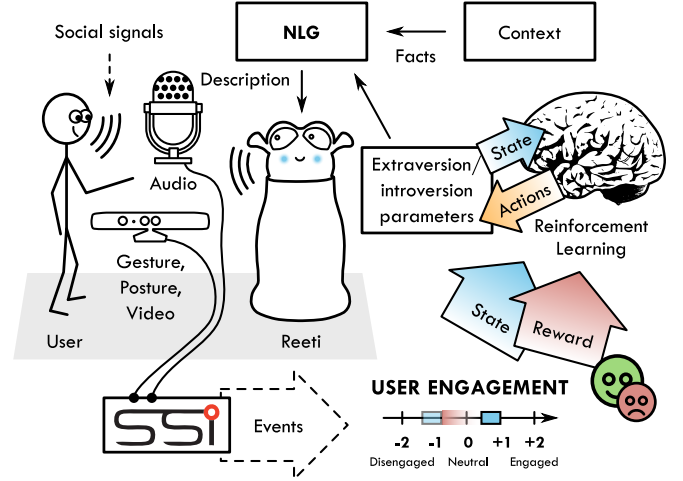 Social signals
NLG
Context
Facts
Description
Audio
Extraversion/
introversion
parameters
State
Actions
Reinforcement
Learning
Gesture,
Posture,
Video
User
Reeti
State
Reward
SSI
Events
USER ENGAGEMENT
-2 -1 0 +1 +2
Disengaged Neutral Engaged